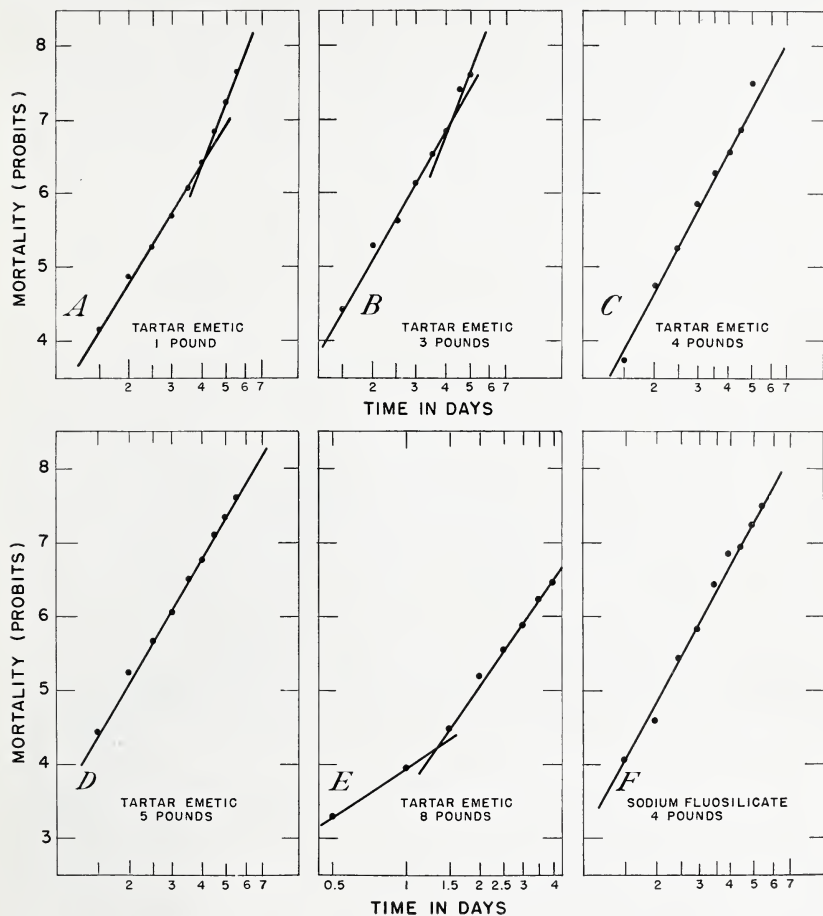 MORTALITY (PROBITS)
8
7
6
5
4
A
TARTAR EMETIC
1 POUND
2 3 4 5 6 7
B
TARTAR EMETIC
3 POUNDS
2 3 4 5 6 7
C
TARTAR EMETIC
4 POUNDS
2 3 4 5 6 7
TIME IN DAYS
MORTALITY (PROBITS)
8
7
6
5
4
3
D
TARTAR EMETIC
5 POUNDS
2 3 4 5 6 7
E
TARTAR EMETIC
8 POUNDS
0.5 1 1.5 2 2.5 3 4
F
SODIUM FLUOSILICATE
4 POUNDS
2 3 4 5 6 7
TIME IN DAYS